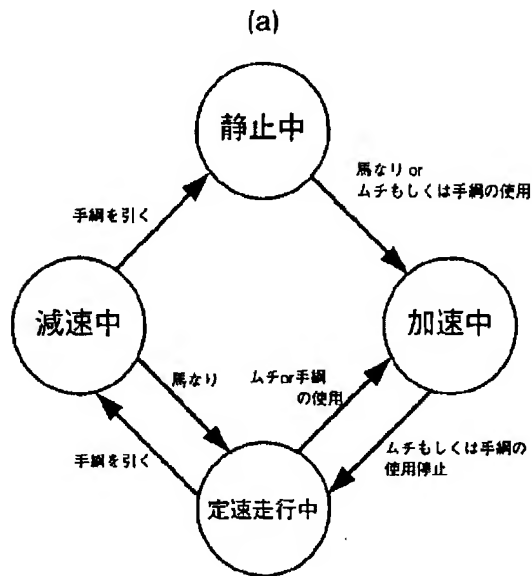 (a)
静止中
馬なり or
ムチもしくは手綱の使用
手綱を引く
減速中
加速中
馬なり
ムチor手綱
の使用
手綱を引く
ムチもしくは手綱の
使用停止
定速走行中